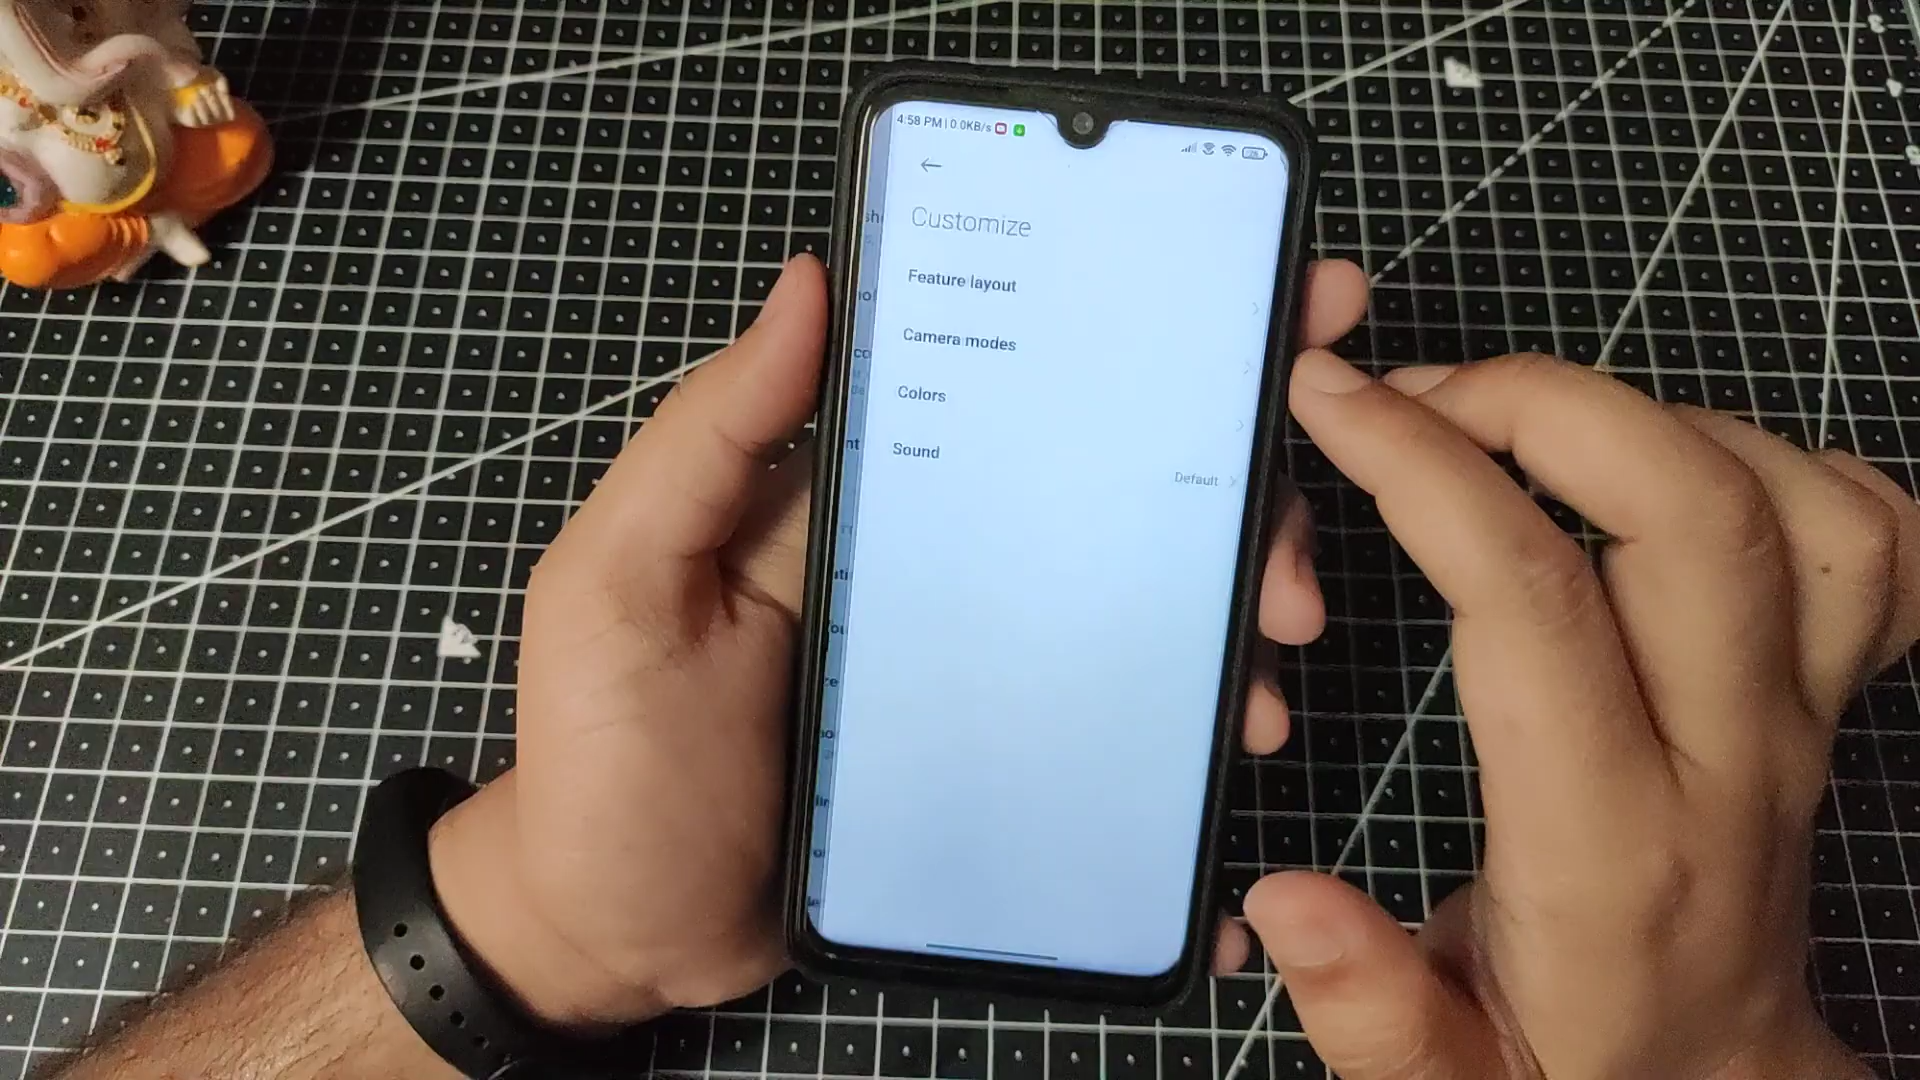 4:58 PM | 0.0KB/s
Customize
Feature layout
Camera modes
Colors
Sound
Default